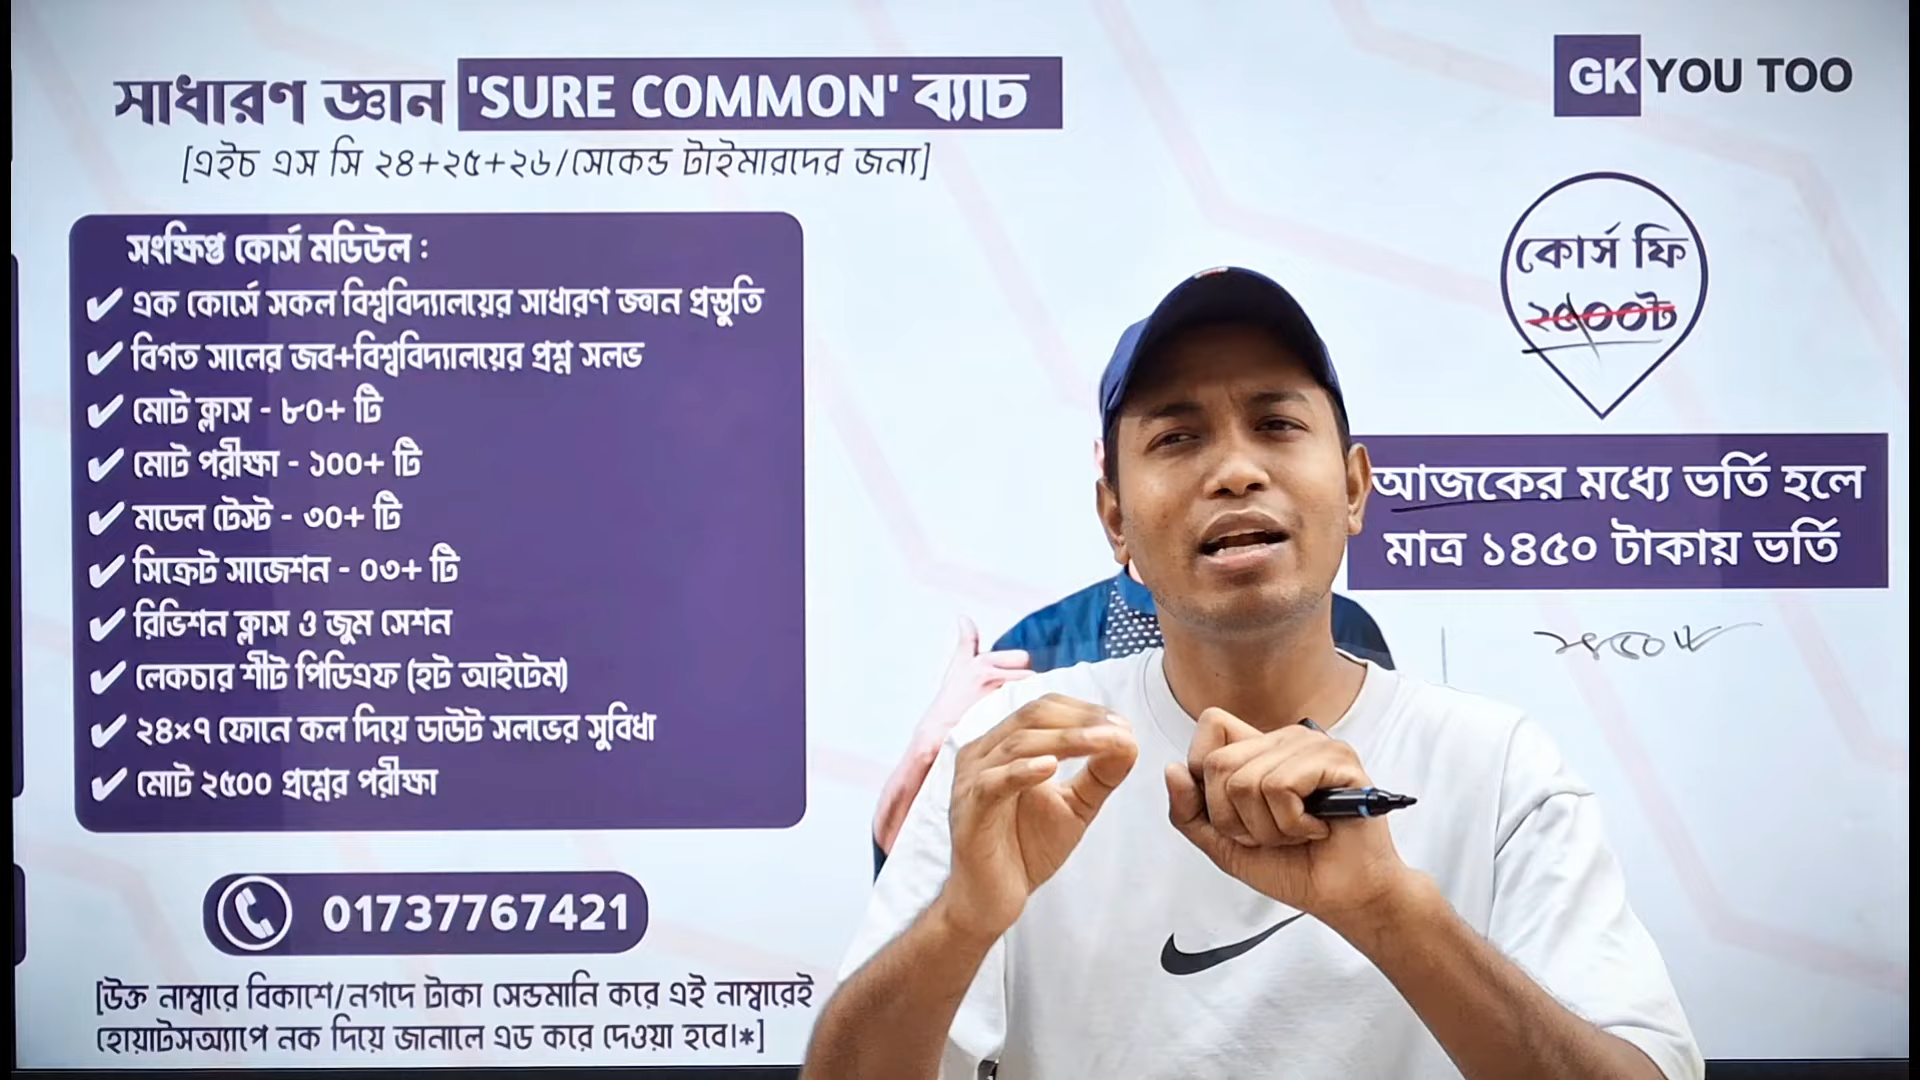 সাধারণ জ্ঞান 'SURE COMMON' ব্যাচ
[এইচ এস সি ২৪+২৫+২৬/সেকেন্ড টাইমারদের জন্য]
GK YOU TOO
সংক্ষিপ্ত কোর্স মডিউল :
✔ এক কোর্সে সকল বিশ্ববিদ্যালয়ের সাধারণ জ্ঞান প্রস্তুতি
✔ বিগত সালের জব+বিশ্ববিদ্যালয়ের প্রশ্ন সলভ
✔ মোট ক্লাস - ৮০+ টি
✔ মোট পরীক্ষা - ১০০+ টি
✔ মডেল টেস্ট - ৩০+ টি
✔ সিক্রেট সাজেশন - ০৩+ টি
✔ রিভিশন ক্লাস ও জুম সেশন
✔ লেকচার শীট পিডিএফ (হট আইটেম)
✔ ২৪×৭ ফোনে কল দিয়ে ডাউট সলভের সুবিধা
✔ মোট ২৫০০ প্রশ্নের পরীক্ষা
কোর্স ফি
২৫০০ট
আজকের মধ্যে ভর্তি হলে
মাত্র ১৪৫০ টাকায় ভর্তি
01737767421
[উক্ত নাম্বারে বিকাশে/নগদে টাকা সেন্ডমানি করে এই নাম্বারেই
হোয়াটসঅ্যাপে নক দিয়ে জানালে এড করে দেওয়া হবে।*]